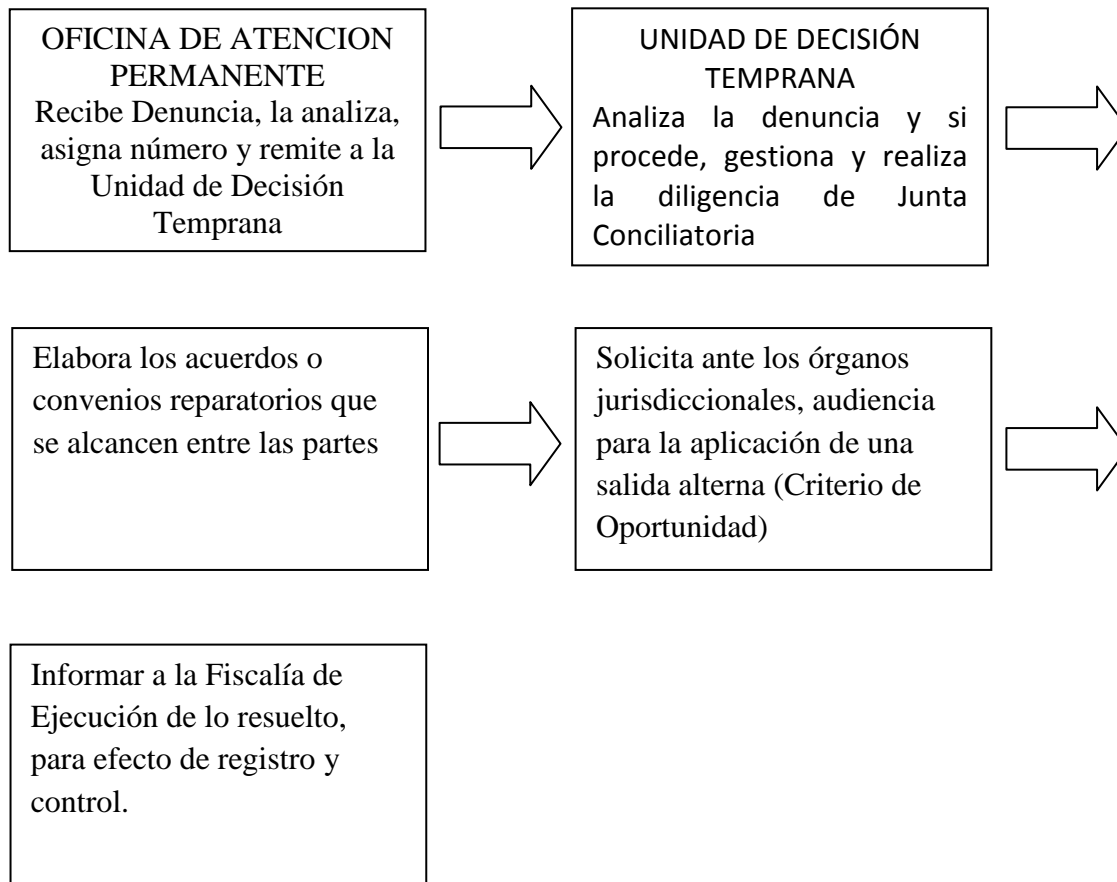 OFICINA DE ATENCION
PERMANENTE
Recibe Denuncia, la analiza,
asigna número y remite a la
Unidad de Decisión
Temprana
UNIDAD DE DECISIÓN
TEMPRANA
Analiza la denuncia y si
procede, gestiona y realiza
la diligencia de Junta
Conciliatoria
Elabora los acuerdos o
convenios reparatorios que
se alcancen entre las partes
Solicita ante los órganos
jurisdiccionales, audiencia
para la aplicación de una
salida alterna (Criterio de
Oportunidad)
Informar a la Fiscalía de
Ejecución de lo resuelto,
para efecto de registro y
control.